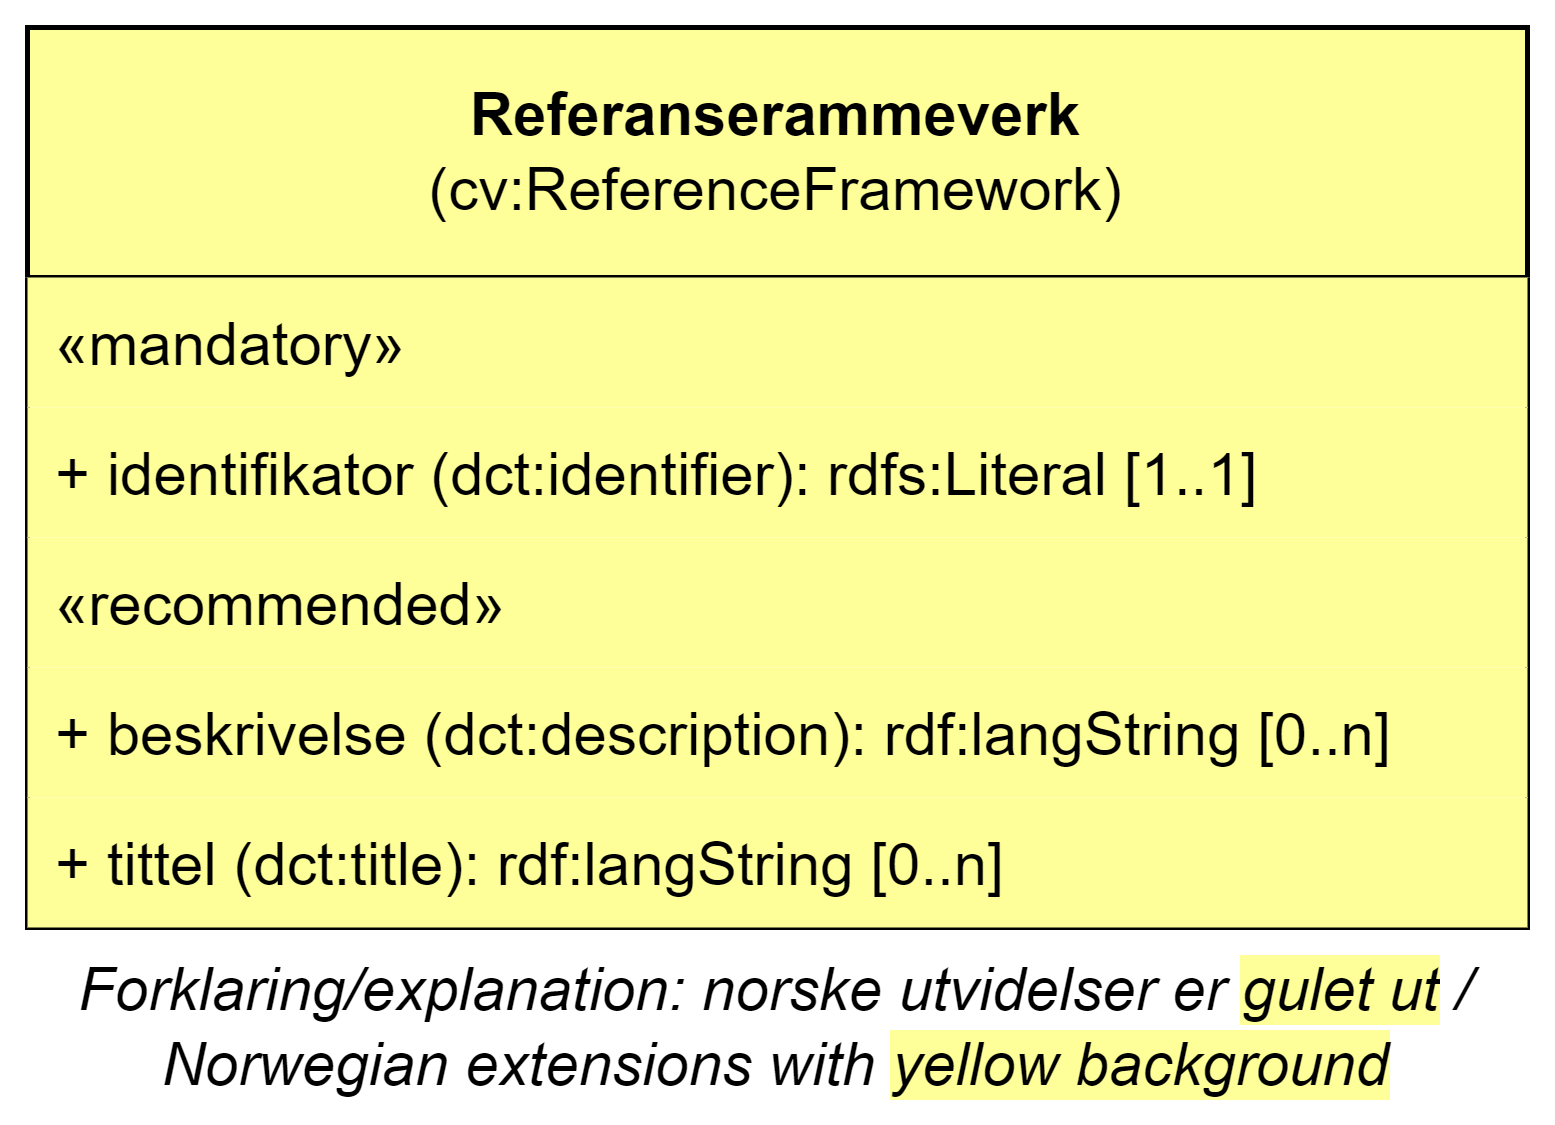 Referanserammeverk
(cv:ReferenceFramework)
«mandatory»
+ identifikator (dct:identifier): rdfs:Literal [1..1]
«recommended»
+ beskrivelse (dct:description): rdf:langString [0..n]
+ tittel (dct:title): rdf:langString [0..n]
Forklaring/explanation: norske utvidelser er gulet ut /
Norwegian extensions with yellow background